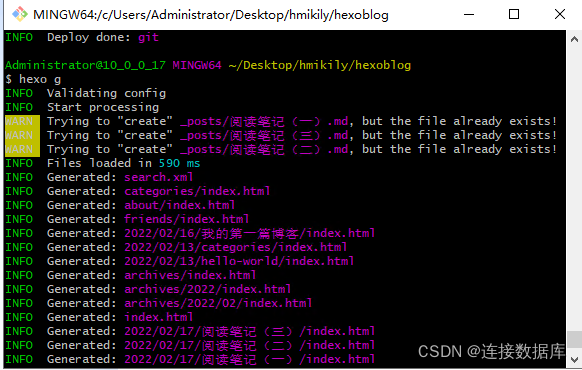 MINGW64:/c/Users/Administrator/Desktop/hmikily/hexoblog
INFO  Deploy done: git
Administrator@10_0_0_17 MINGW64 ~/Desktop/hmikily/hexoblog
$ hexo g
INFO  Validating config
INFO  Start processing
WARN  Trying to "create" _posts/阅读笔记（一）.md, but the file already exists!
WARN  Trying to "create" _posts/阅读笔记（三）.md, but the file already exists!
WARN  Trying to "create" _posts/阅读笔记（二）.md, but the file already exists!
INFO  Files loaded in 590 ms
INFO  Generated: search.xml
INFO  Generated: categories/index.html
INFO  Generated: about/index.html
INFO  Generated: friends/index.html
INFO  Generated: 2022/02/16/我的第一篇博客/index.html
INFO  Generated: 2022/02/13/categories/index.html
INFO  Generated: 2022/02/13/hello-world/index.html
INFO  Generated: archives/index.html
INFO  Generated: archives/2022/index.html
INFO  Generated: archives/2022/02/index.html
INFO  Generated: index.html
INFO  Generated: 2022/02/17/阅读笔记（三）/index.html
INFO  Generated: 2022/02/17/阅读笔记（二）/index.html
INFO  Generated: 2022/02/17/阅读笔记（一）/index.html
CSDN @连接数据库